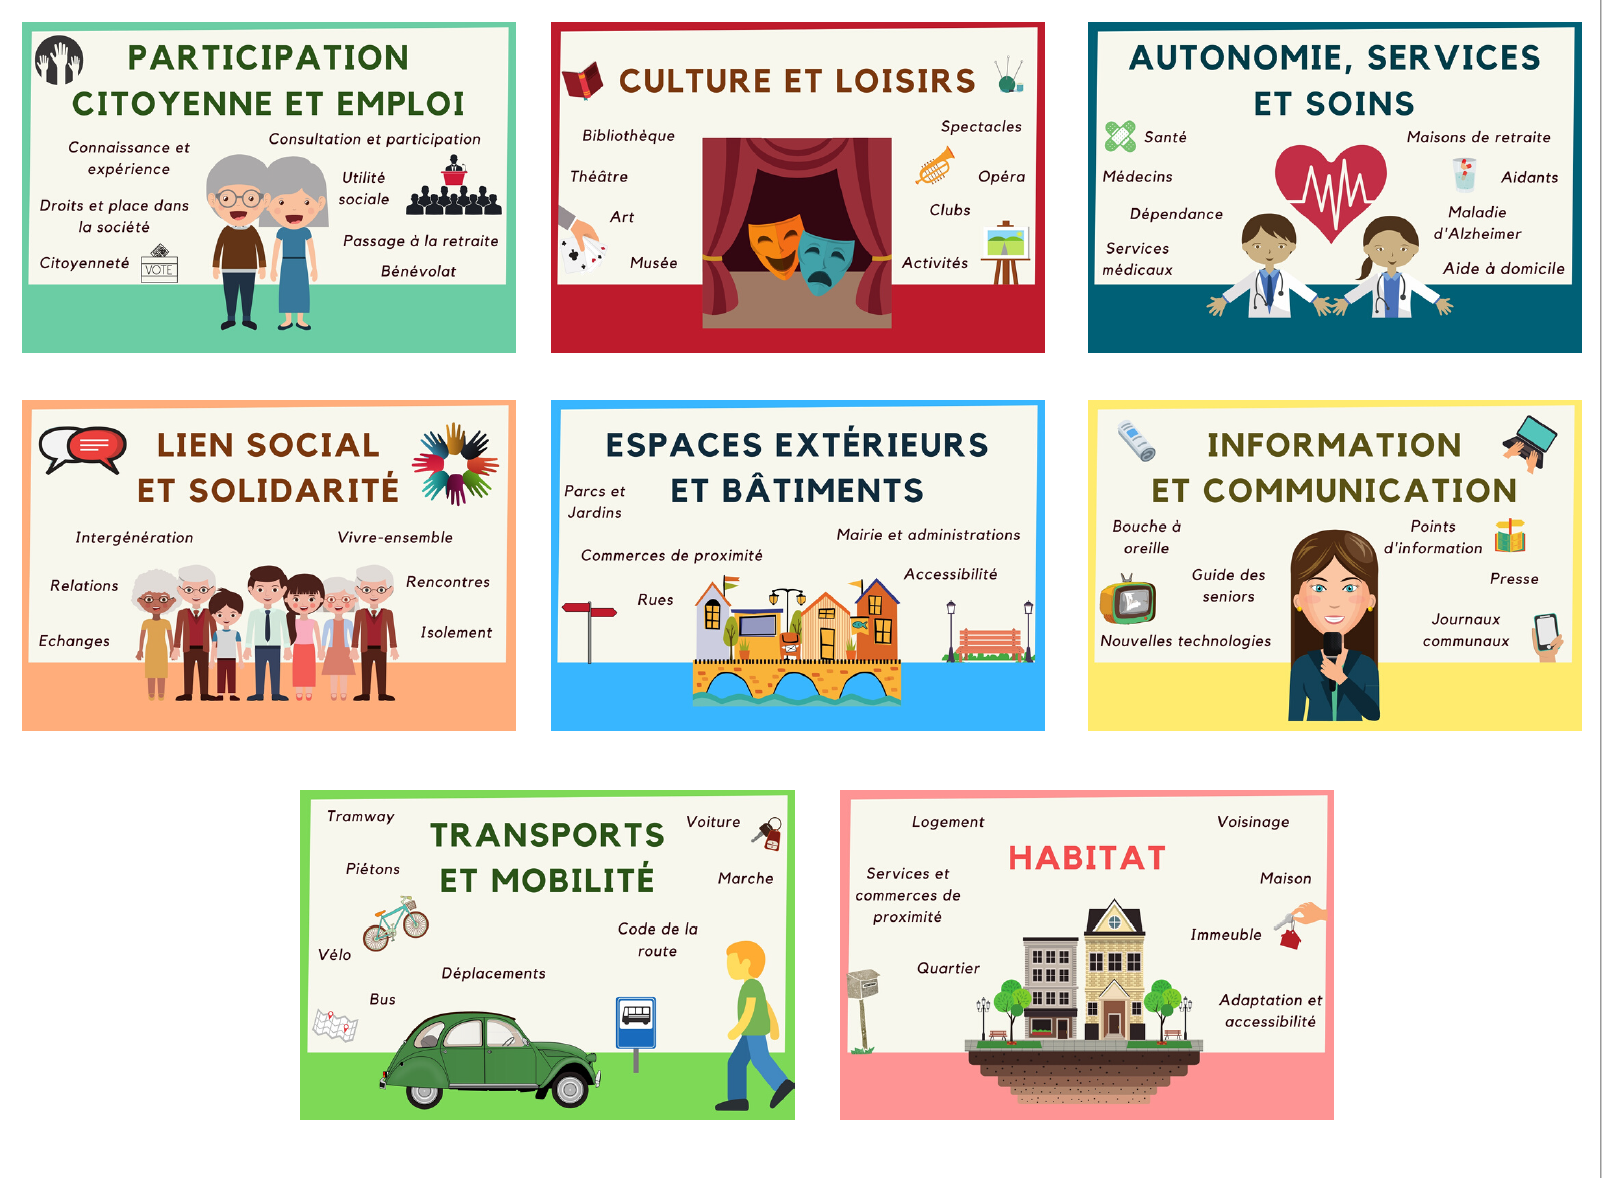 PARTICIPATION
CITOYENNE ET EMPLOI
Consultation et participation
Connaissance et
expérience
Utilité
sociale
Droits et place dans
la société
Passage à la retraite
Citoyenneté
VOTE
Bénévolat
CULTURE ET LOISIRS
Bibliothèque
Spectacles
Théâtre
Opéra
Art
Clubs
Musée
Activités
AUTONOMIE, SERVICES
ET SOINS
Santé
Maisons de retraite
Médecins
Aidants
Dépendance
Maladie
d'Alzheimer
Services
médicaux
Aide à domicile
LIEN SOCIAL
ET SOLIDARITÉ
Intergénération
Vivre-ensemble
Relations
Rencontres
Echanges
Isolement
ESPACES EXTÉRIEURS
ET BÂTIMENTS
Parcs et
Jardins
Mairie et administrations
Commerces de proximité
Accessibilité
Rues
INFORMATION
ET COMMUNICATION
Bouche à
oreille
Points
d'information
Guide des
seniors
Presse
Journaux
communaux
Nouvelles technologies
TRANSPORTS
ET MOBILITÉ
Tramway
Voiture
Piétons
Marche
Code de la
route
Vélo
Déplacements
Bus
HABITAT
Logement
Voisinage
Services et
commerces de
proximité
Maison
Immeuble
Quartier
Adaptation et
accessibilité